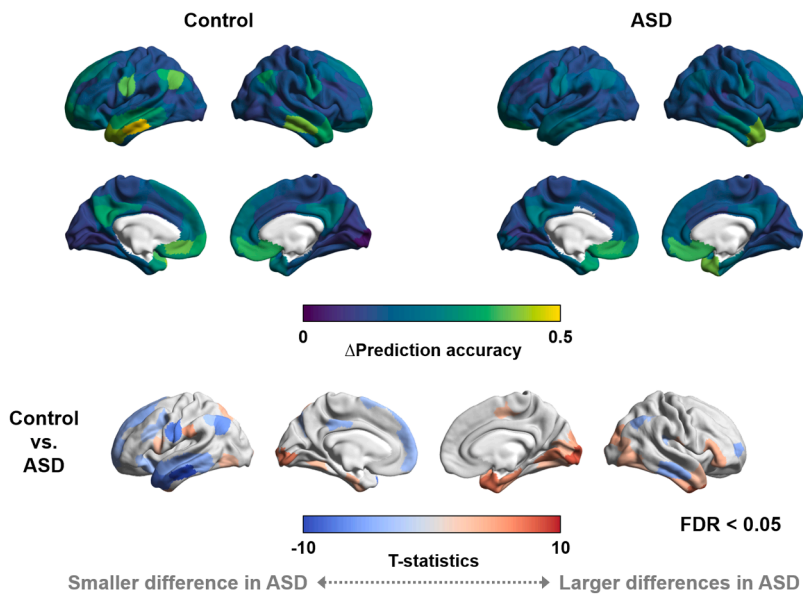 Control
ASD
0
0.5
ΔPrediction accuracy
Control
vs.
ASD
-10
10
T-statistics
FDR < 0.05
Smaller difference in ASD
Larger differences in ASD